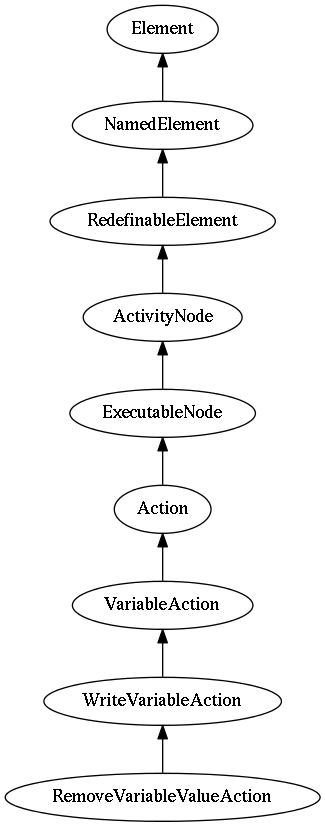 Element
NamedElement
RedefinableElement
ActivityNode
ExecutableNode
Action
VariableAction
WriteVariableAction
RemoveVariableValueAction